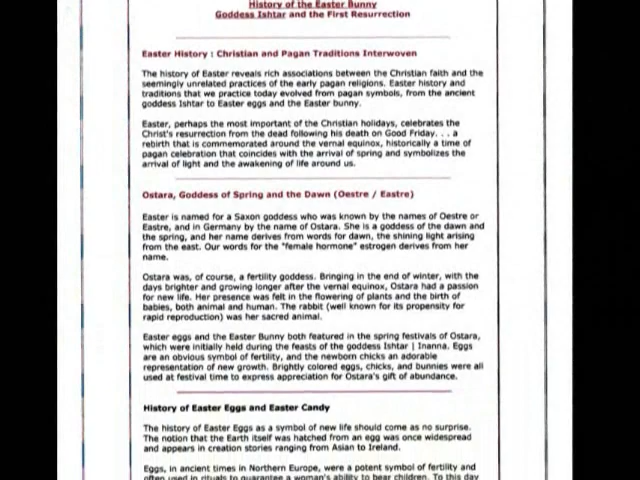 History of the Easter Bunny
Goddess Ishtar and the First Resurrection
Easter History : Christian and Pagan Traditions Interwoven
The history of Easter reveals rich associations between the Christian faith and the
seemingly unrelated practices of the early pagan religions. Easter history and
traditions that we practice today evolved from pagan symbols, from the ancient
goddess Ishtar to Easter eggs and the Easter bunny.
Easter, perhaps the most important of the Christian holidays, celebrates the
Christ's resurrection from the dead following his death on Good Friday. . . a
rebirth that is commemorated around the vernal equinox, historically a time of
pagan celebration that coincides with the arrival of spring and symbolizes the
arrival of light and the awakening of life around us.
Ostara, Goddess of Spring and the Dawn (Oestre / Eastre)
Easter is named for a Saxon goddess who was known by the names of Oestre or
Eastre, and in Germany by the name of Ostara. She is a goddess of the dawn and
the spring, and her name derives from words for dawn, the shining light arising
from the east. Our words for the "female hormone" estrogen derives from her
name.
Ostara was, of course, a fertility goddess. Bringing in the end of winter, with the
days brighter and growing longer after the vernal equinox, Ostara had a passion
for new life. Her presence was felt in the flowering of plants and the birth of
babies, both animal and human. The rabbit (well known for its propensity for
rapid reproduction) was her sacred animal.
Easter eggs and the Easter Bunny both featured in the spring festivals of Ostara,
which were initially held during the feasts of the goddess Ishtar | Inanna. Eggs
are an obvious symbol of fertility, and the newborn chicks an adorable
representation of new growth. Brightly colored eggs, chicks, and bunnies were all
used at festival time to express appreciation for Ostara's gift of abundance.
History of Easter Eggs and Easter Candy
The history of Easter Eggs as a symbol of new life should come as no surprise.
The notion that the Earth itself was hatched from an egg was once widespread
and appears in creation stories ranging from Asian to Ireland.
Eggs, in ancient times in Northern Europe, were a potent symbol of fertility and
often used in rituals to guarantee a woman's ability to bear children. To this day